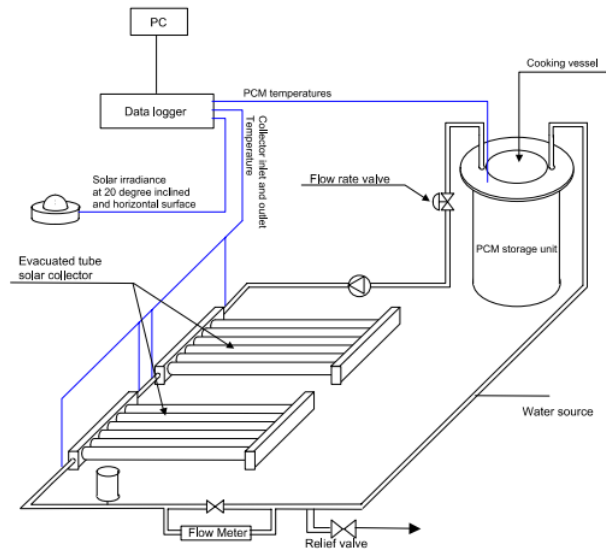 PC
Cooking vessel
Data logger
PCM temperatures
Collector inlet and outlet
Temperature
Solar irradiance
at 20 degree inclined
and horizontal surface
Flow rate valve
PCM storage unit
Evacuated tube
solar collector
Water source
Flow Meter
Relief valve